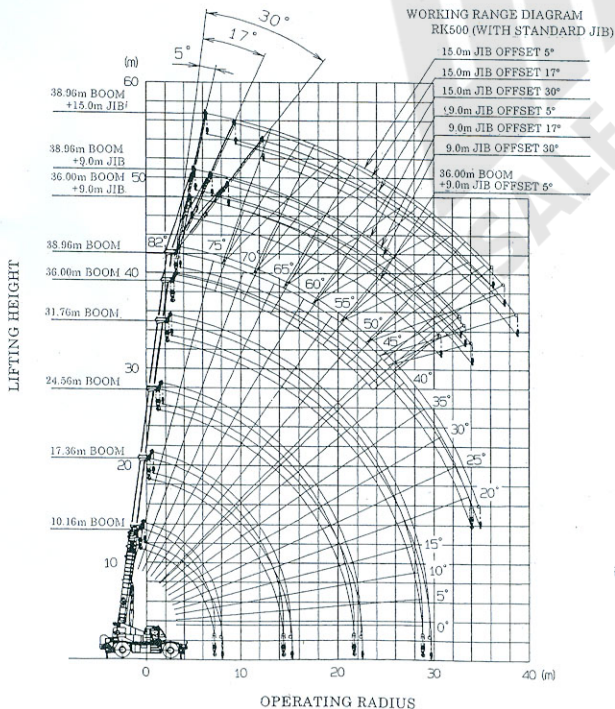 WORKING RANGE DIAGRAM
RK500 (WITH STANDARD JIB)
15.0m JIB OFFSET 5°
15.0m JIB OFFSET 17°
15.0m JIB OFFSET 30°
9.0m JIB OFFSET 5°
9.0m JIB OFFSET 17°
9.0m JIB OFFSET 30°
36.00m BOOM
+9.0m JIB OFFSET 5°
30°
17°
5°
(m)
60
38.96m BOOM
+15.0m JIB
38.96m BOOM
+9.0m JIB
50
36.00m BOOM
+9.0m JIB
38.96m BOOM
82°
75°
70°
65°
60°
55°
50°
45°
40°
35°
30°
25°
20°
15°
10°
5°
0°
36.00m BOOM
40
31.76m BOOM
30
24.56m BOOM
17.36m BOOM
20
10.16m BOOM
10
LIFTING HEIGHT
0
10
20
30
40 (m)
OPERATING RADIUS
SALE